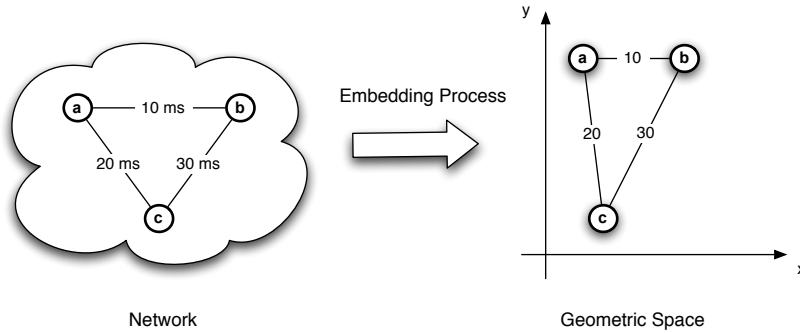 a
10 ms
b
20 ms
30 ms
c
Network
Embedding Process
y
a
10
b
20
30
c
x
Geometric Space